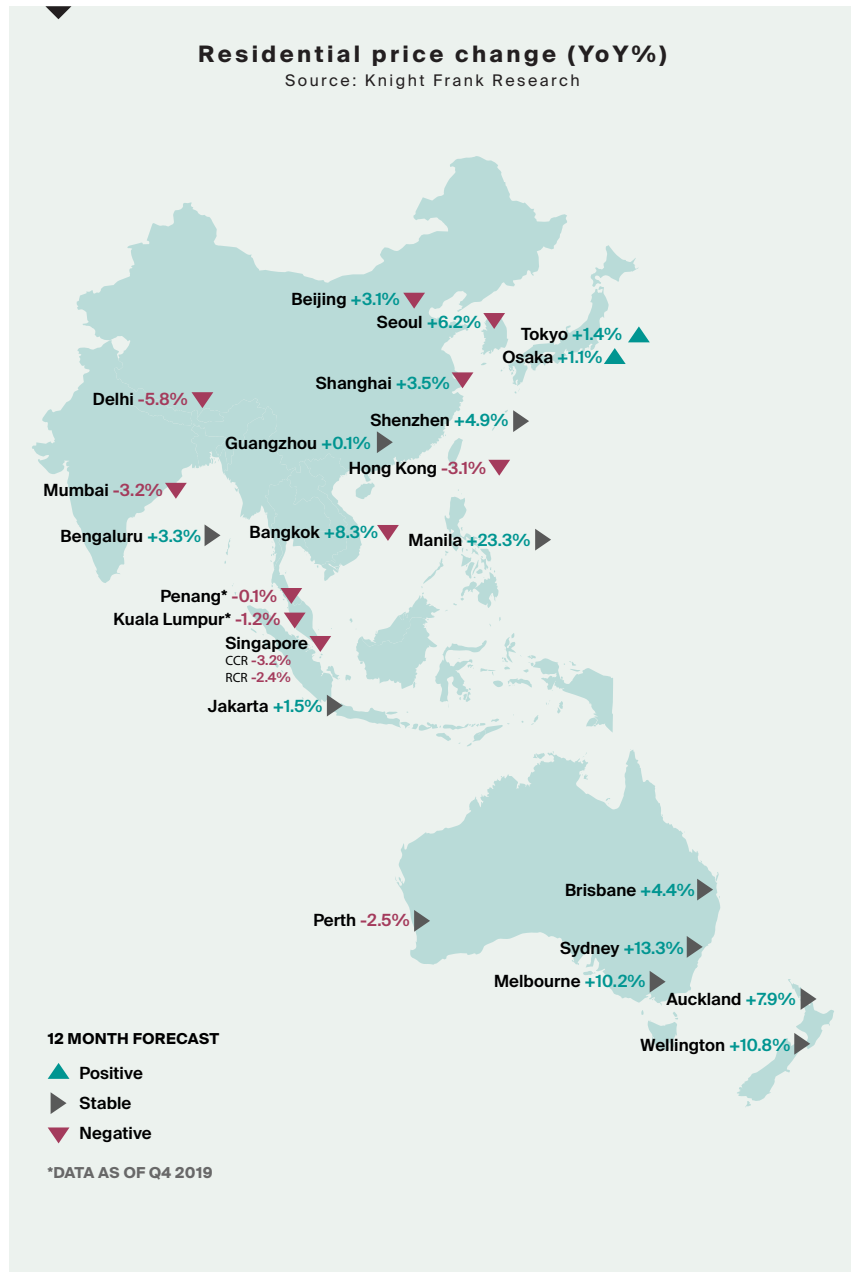 Residential price change (YoY%)
Source: Knight Frank Research
Beijing +3.1%
Seoul +6.2%
Tokyo +1.4%
Osaka +1.1%
Shanghai +3.5%
Delhi -5.8%
Shenzhen +4.9%
Guangzhou +0.1%
Hong Kong -3.1%
Mumbai -3.2%
Bengaluru +3.3%
Bangkok +8.3%
Manila +23.3%
Penang* -0.1%
Kuala Lumpur* -1.2%
Singapore
CCR -3.2%
RCR -2.4%
Jakarta +1.5%
Brisbane +4.4%
Perth -2.5%
Sydney +13.3%
Melbourne +10.2%
Auckland +7.9%
Wellington +10.8%
12 MONTH FORECAST
Positive
Stable
Negative
*DATA AS OF Q4 2019